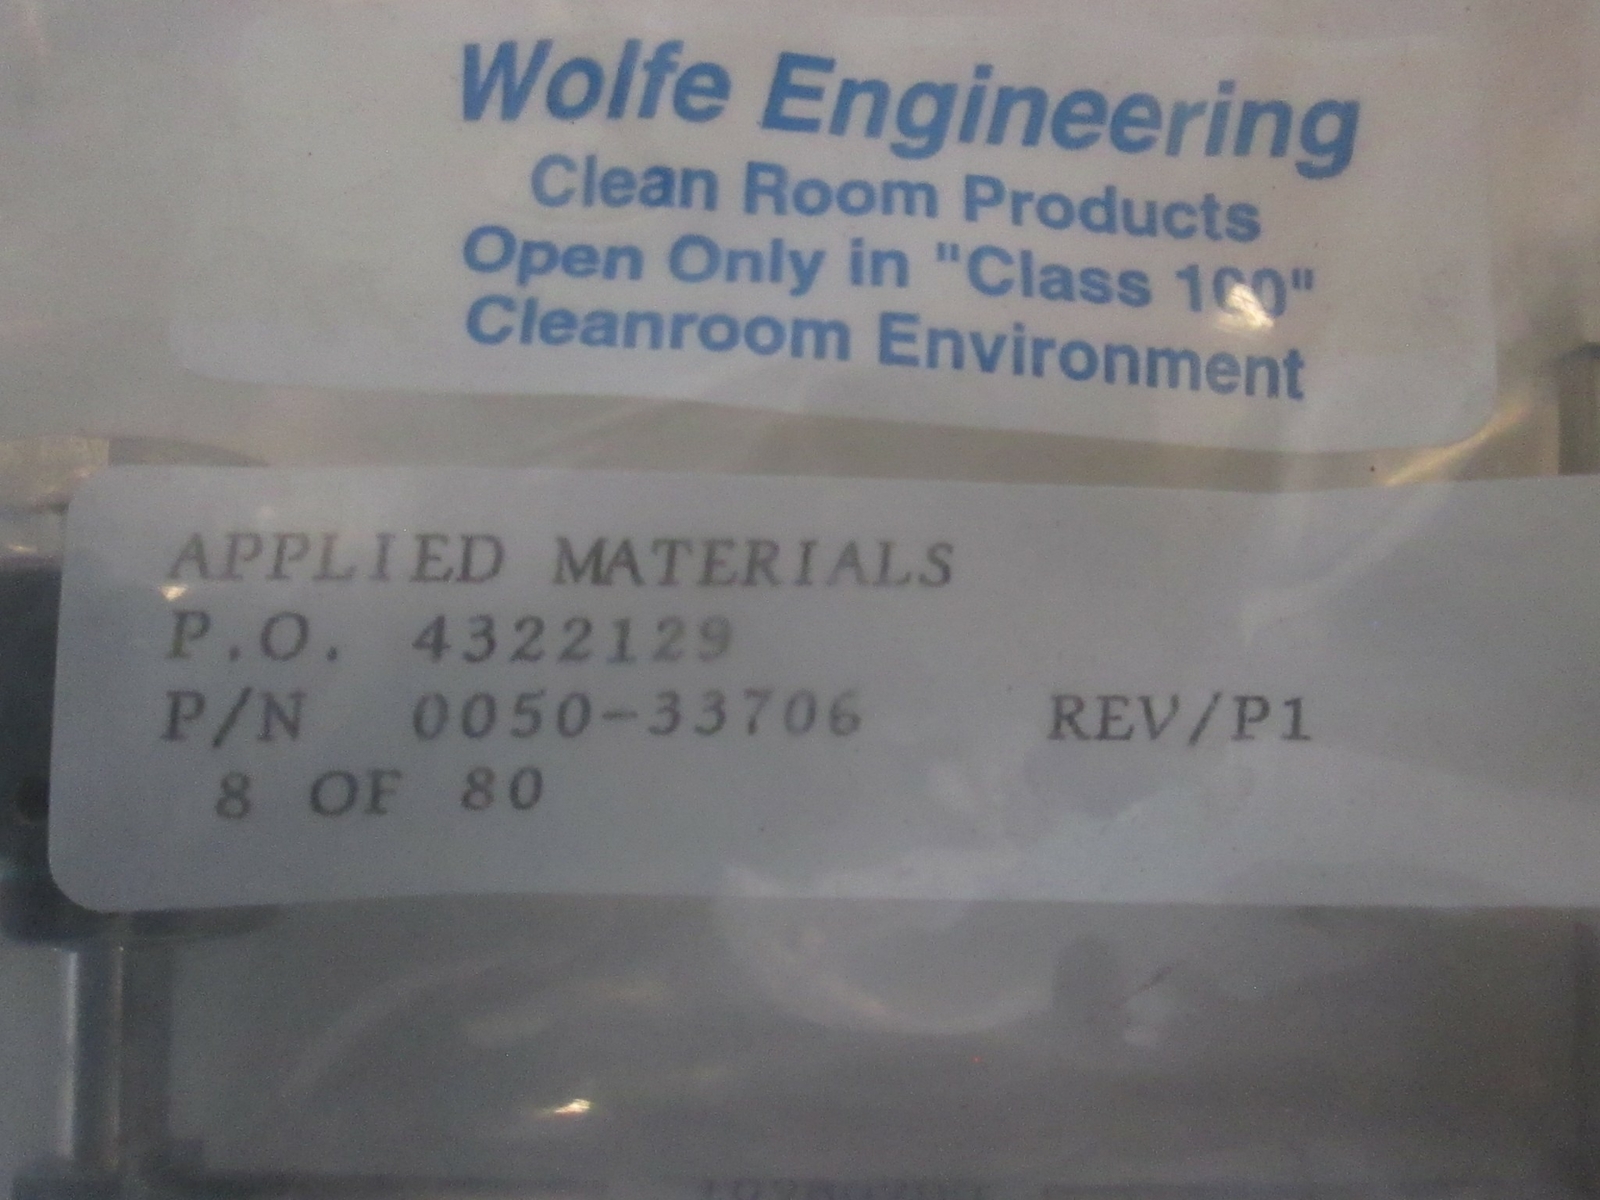 Wolfe Engineering
Clean Room Products
Open Only in "Class 100"
Cleanroom Environment
APPLIED MATERIALS
P.O. 4322129
P/N 0050-33706 REV/P1
8 OF 80